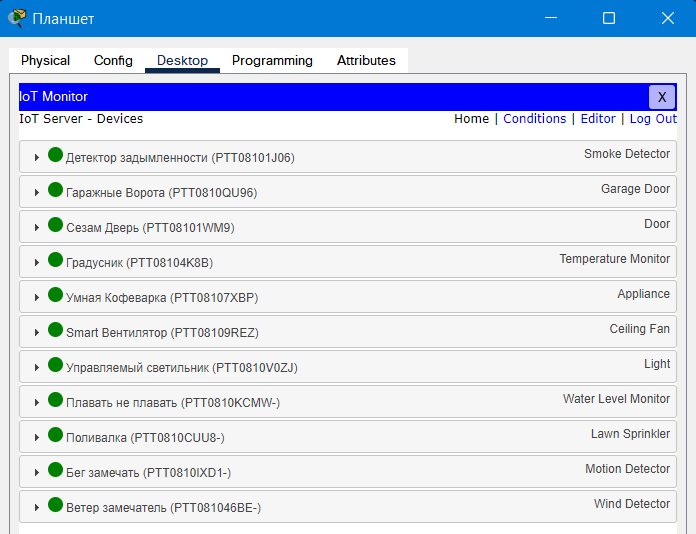 Планшет
Physical Config Desktop Programming Attributes
IoT Monitor X
IoT Server - Devices Home | Conditions | Editor | Log Out
Детектор задымленности (PTT08101J06) Smoke Detector
Гаражные Ворота (PTT0810QU96) Garage Door
Сезам Дверь (PTT08101WM9) Door
Градусник (PTT08104K8B) Temperature Monitor
Умная Кофеварка (PTT08107XBP) Appliance
Smart Вентилятор (PTT08109REZ) Ceiling Fan
Управляемый светильник (PTT0810V0ZJ) Light
Плавать не плавать (PTT0810KCMW-) Water Level Monitor
Поливалка (PTT0810CUU8-) Lawn Sprinkler
Бег замечать (PTT0810IXD1-) Motion Detector
Ветер замечатель (PTT081046BE-) Wind Detector